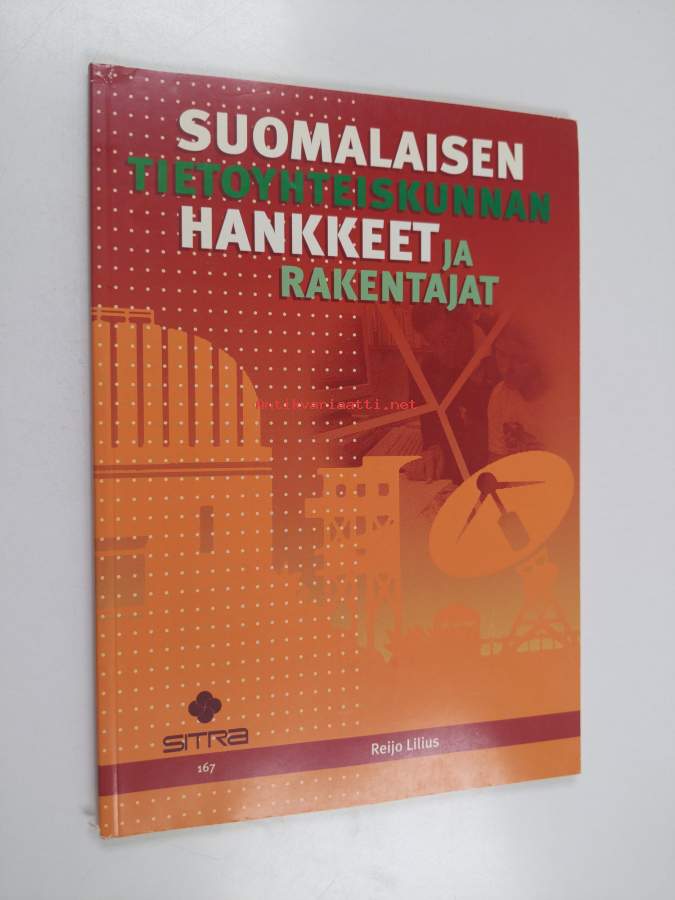 SUOMALAISEN
TIETOYHTEISKUNNAN
HANKKEET JA
RAKENTAJAT
antikvariaatti.net
SITRA
167
Reijo Lilius